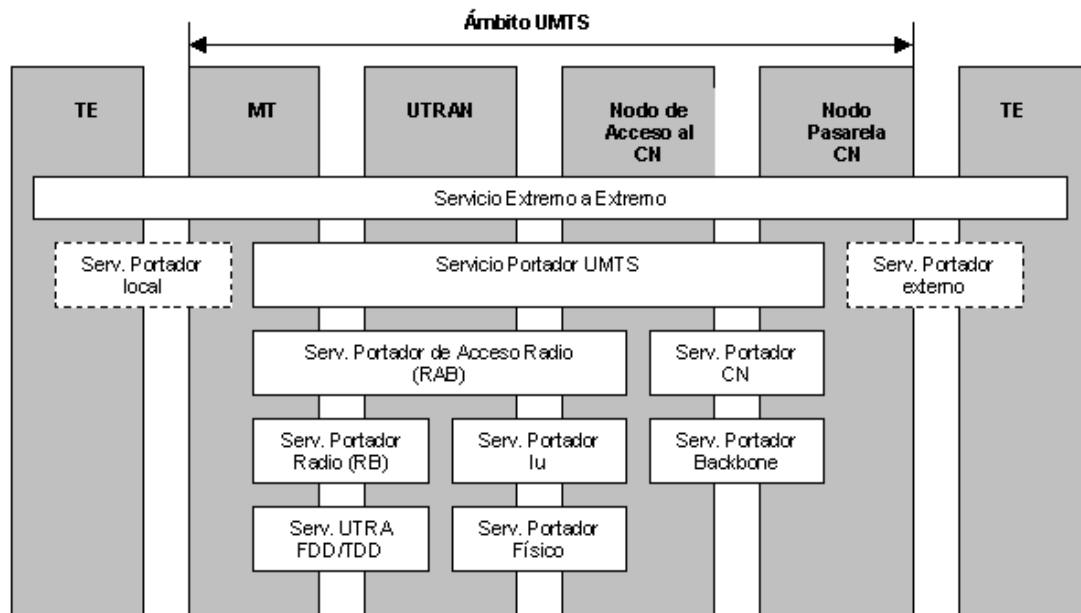 Ámbito UMTS
TE
MT
UTRAN
Nodo de
Acceso al
CN
Nodo
Pasarela
CN
TE
Servicio Extremo a Extremo
Serv. Portador
local
Servicio Portador UMTS
Serv. Portador
externo
Serv. Portador de Acceso Radio
(RAB)
Serv. Portador
CN
Serv. Portador
Radio (RB)
Serv. Portador
Iu
Serv. Portador
Backbone
Serv. UTRA
FDD/TDD
Serv. Portador
Físico